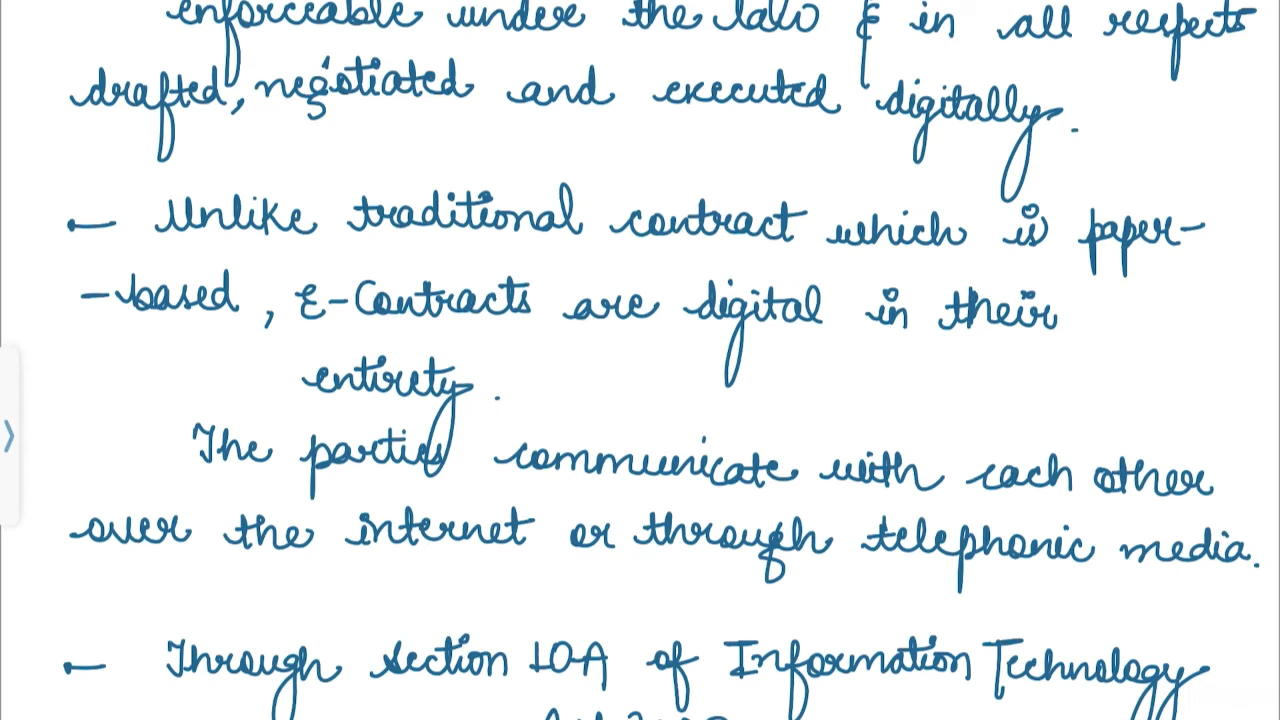 enforceable under the law & in all respects
drafted, negotiated and executed digitally.
— Unlike traditional contract which is paper-
-based, E-Contracts are digital in their
entirety.
The parties communicate with each other
over the internet or through telephonic media.
— Through section 10-A of Information Technology